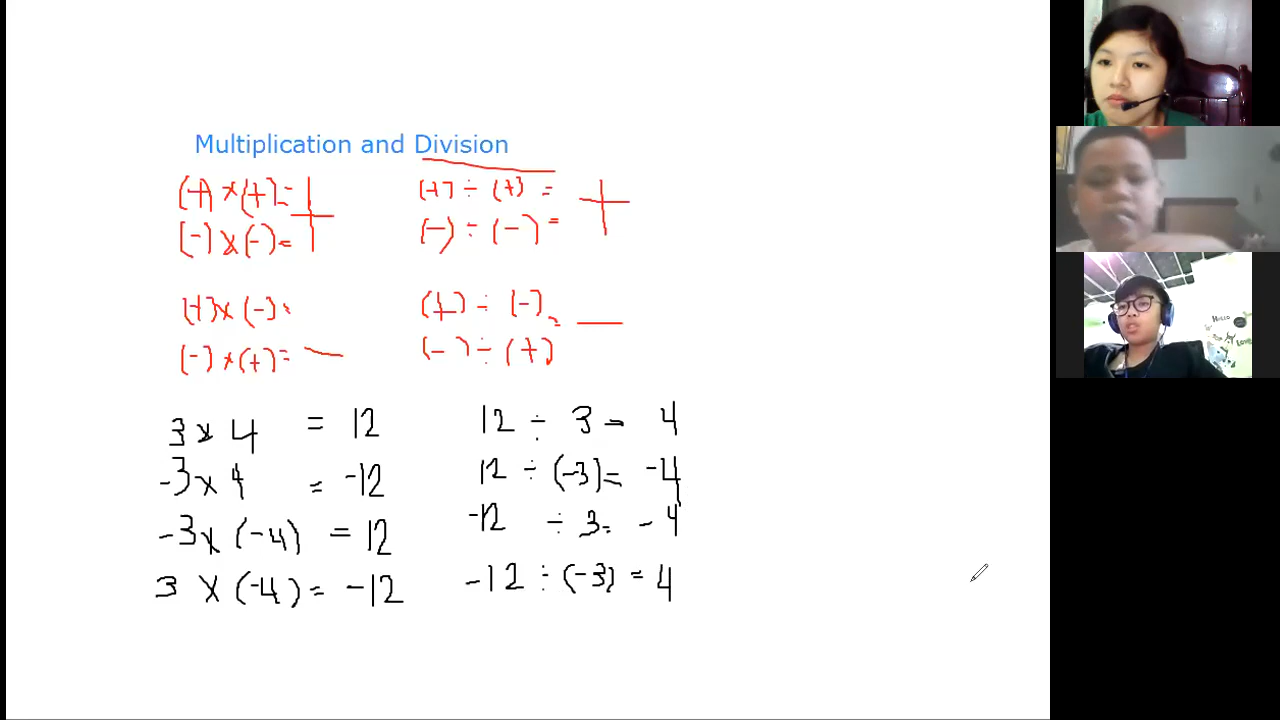 Multiplication and Division
(+) × (+) = +
(-) × (-) =
(+) × (-) =
(-) × (+) = -
(+) ÷ (+) = +
(-) ÷ (-) =
(+) ÷ (-)
= -
(-) ÷ (+)
3 × 4 = 12
-3 × 4 = -12
-3 × (-4) = 12
3 × (-4) = -12
12 ÷ 3 = 4
12 ÷ (-3) = -4
-12 ÷ 3 = -4
-12 ÷ (-3) = 4
HELLO